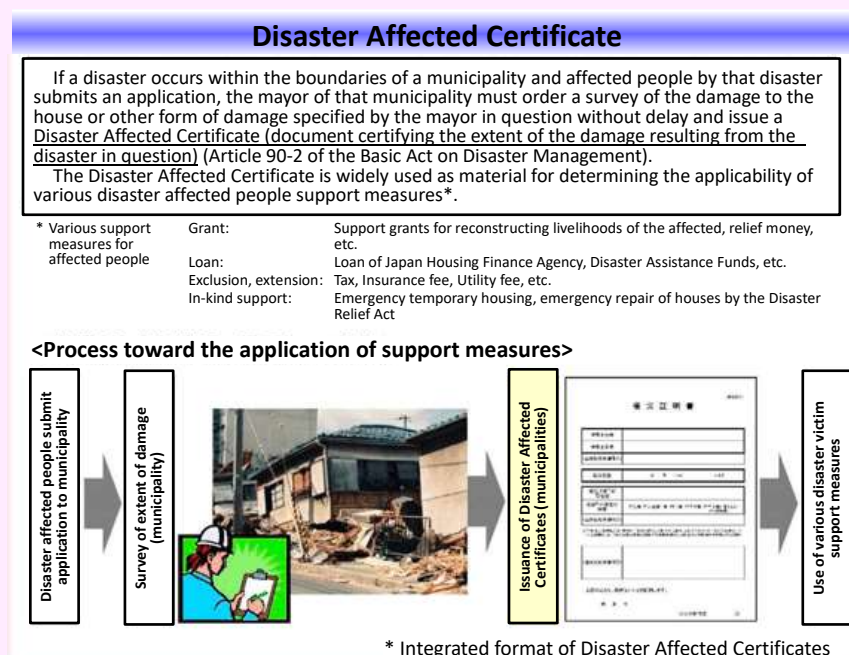 Disaster Affected Certificate
If a disaster occurs within the boundaries of a municipality and affected people by that disaster
submits an application, the mayor of that municipality must order a survey of the damage to the
house or other form of damage specified by the mayor in question without delay and issue a
Disaster Affected Certificate (document certifying the extent of the damage resulting from the
disaster in question) (Article 90-2 of the Basic Act on Disaster Management).
The Disaster Affected Certificate is widely used as material for determining the applicability of
various disaster affected people support measures*.
* Various support
measures for
affected people
Grant: Support grants for reconstructing livelihoods of the affected, relief money,
etc.
Loan: Loan of Japan Housing Finance Agency, Disaster Assistance Funds, etc.
Exclusion, extension: Tax, Insurance fee, Utility fee, etc.
In-kind support: Emergency temporary housing, emergency repair of houses by the Disaster
Relief Act
<Process toward the application of support measures>
Disaster affected people submit
application to municipality
Survey of extent of damage
(municipality)
Issuance of Disaster Affected
Certificates (municipalities)
証明書
Use of various disaster victim
support measures
* Integrated format of Disaster Affected Certificates